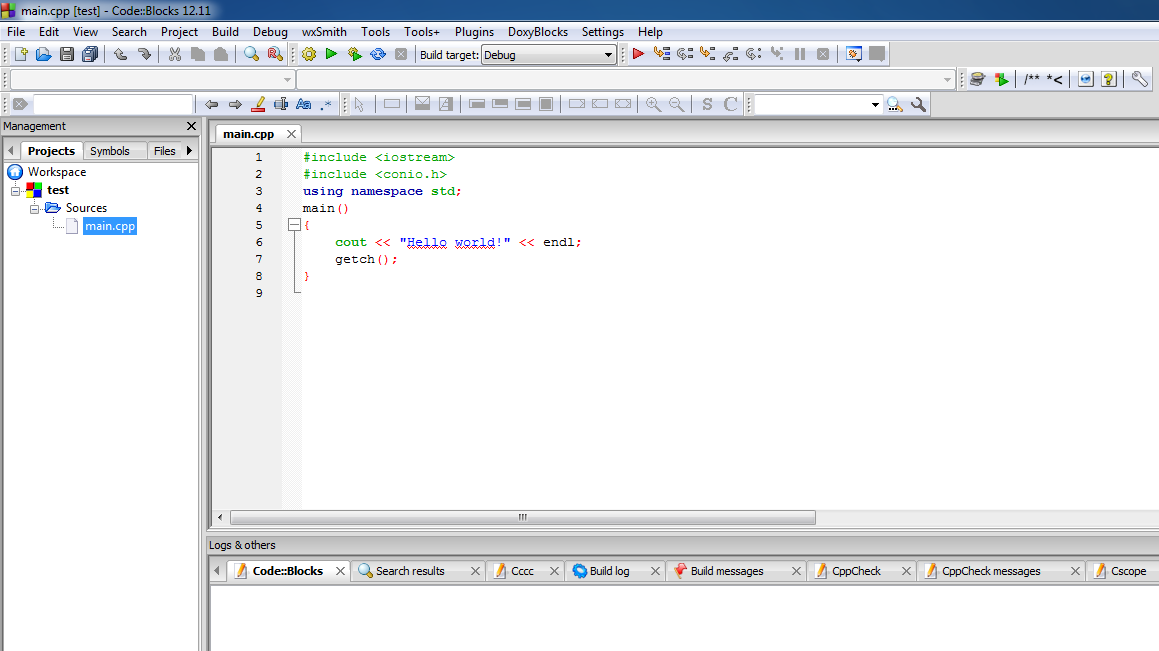 main.cpp [test] - Code::Blocks 12.11
File Edit View Search Project Build Debug wxSmith Tools Tools+ Plugins DoxyBlocks Settings Help
Build target: Debug
/** *<
Aa .* S C
Management
main.cpp
Projects Symbols Files
Workspace
test
Sources
main.cpp
1 #include <iostream>
2 #include <conio.h>
3 using namespace std;
4 main()
5 {
6 cout << "Hello world!" << endl;
7 getch();
8 }
9
Logs & others
Code::Blocks Search results Cccc Build log Build messages CppCheck CppCheck messages Cscope